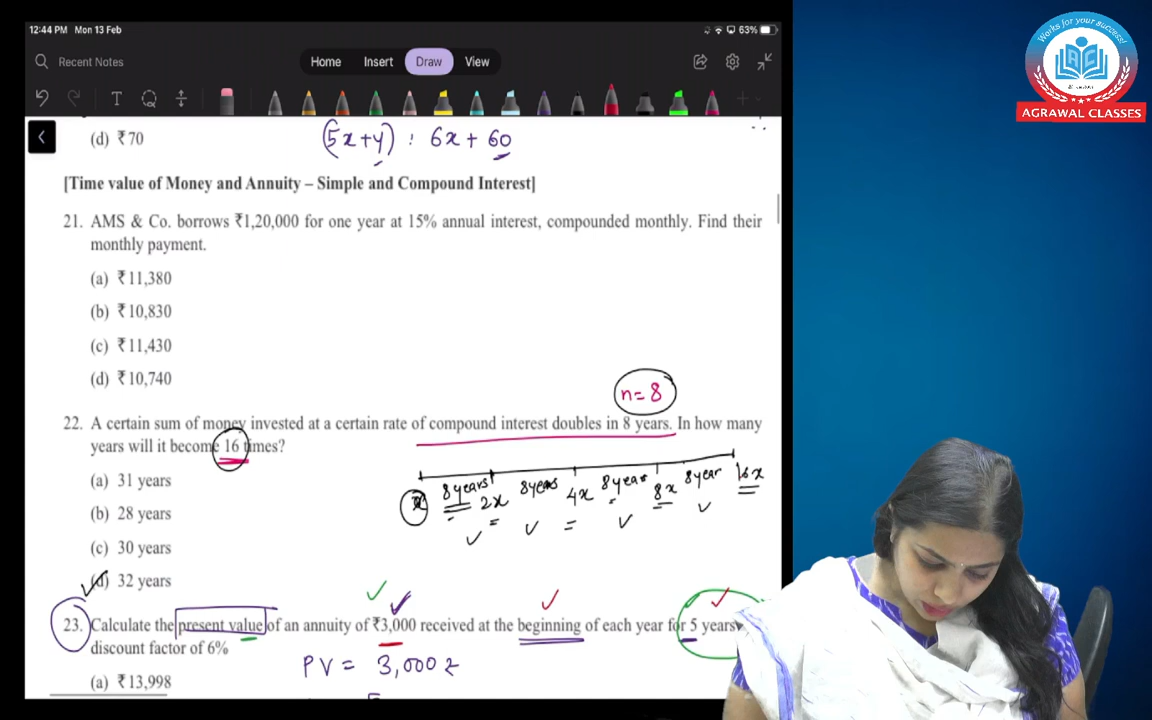 12:44 PM Mon 13 Feb
63%
Works for your success!
AC
AGRAWAL CLASSES
Recent Notes
Home Insert Draw View
(d) ₹70
(5x+y) : 6x + 60
[Time value of Money and Annuity – Simple and Compound Interest]
21. AMS & Co. borrows ₹1,20,000 for one year at 15% annual interest, compounded monthly. Find their
monthly payment.
(a) ₹11,380
(b) ₹10,830
(c) ₹11,430
(d) ₹10,740
n=8
22. A certain sum of money invested at a certain rate of compound interest doubles in 8 years. In how many
years will it become 16 times?
8 years 2x 8years 4x 8 years 8x 8year 16x
(a) 31 years
(b) 28 years
(c) 30 years
(d) 32 years
23. Calculate the present value of an annuity of ₹3,000 received at the beginning of each year for 5 years
discount factor of 6%
PV = 3,000
(a) ₹13,998